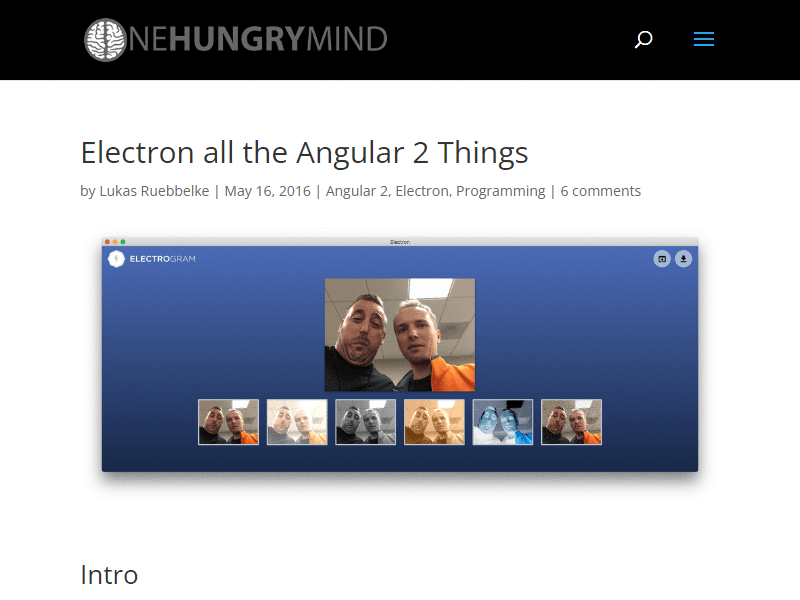 NEHUNGRYMIND
Electron all the Angular 2 Things
by Lukas Ruebbelke | May 16, 2016 | Angular 2, Electron, Programming | 6 comments
Electron
ELECTROGRAM
Intro